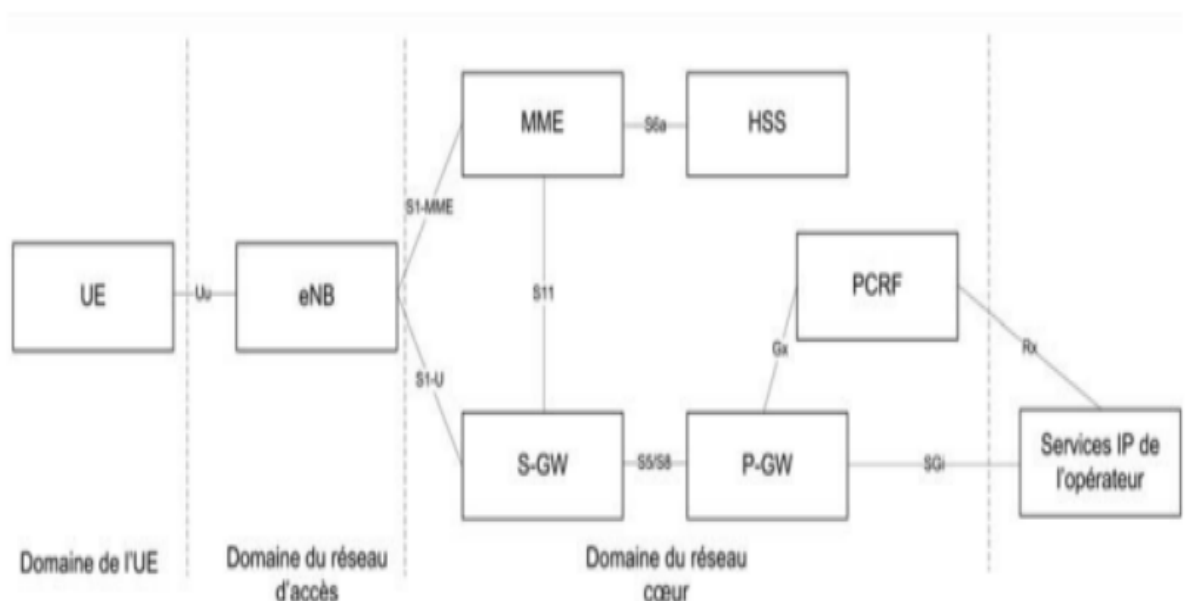 MME
S6a
HSS
S1-MME
UE
Uu
eNB
S11
PCRF
Gx
Rx
S1-U
S-GW
S5/S8
P-GW
SGi
Services IP de
l'opérateur
Domaine de l'UE
Domaine du réseau
d'accès
Domaine du réseau
cœur